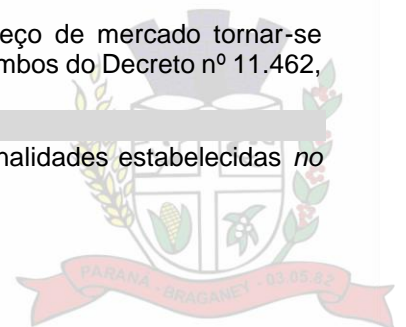 eço de mercado tornar-se
mbos do Decreto nº 11.462,
nalidades estabelecidas no
PARANÁ - BRAGANEY - 03.05.82